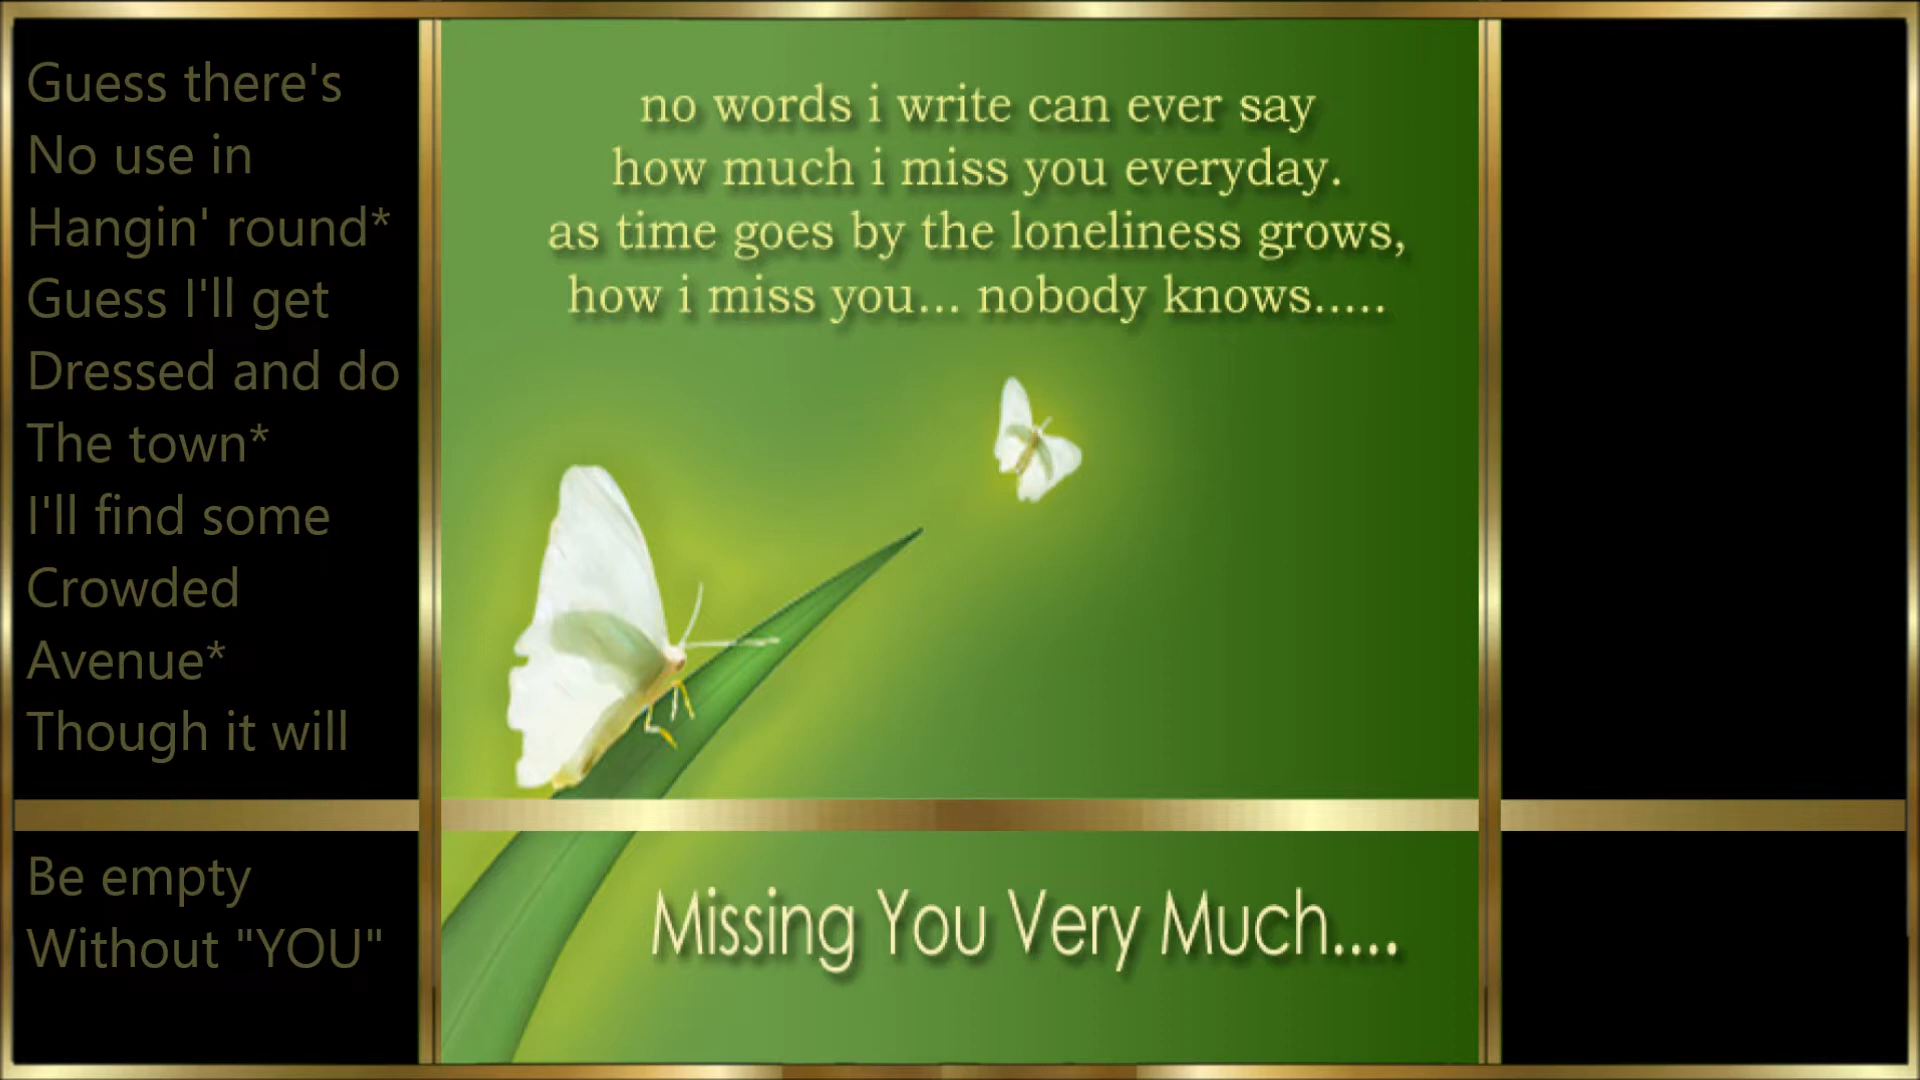 Guess there's
No use in
Hangin' round*
Guess I'll get
Dressed and do
The town*
I'll find some
Crowded
Avenue*
Though it will
Be empty
Without "YOU"
no words i write can ever say
how much i miss you everyday.
as time goes by the loneliness grows,
how i miss you... nobody knows.....
Missing You Very Much....